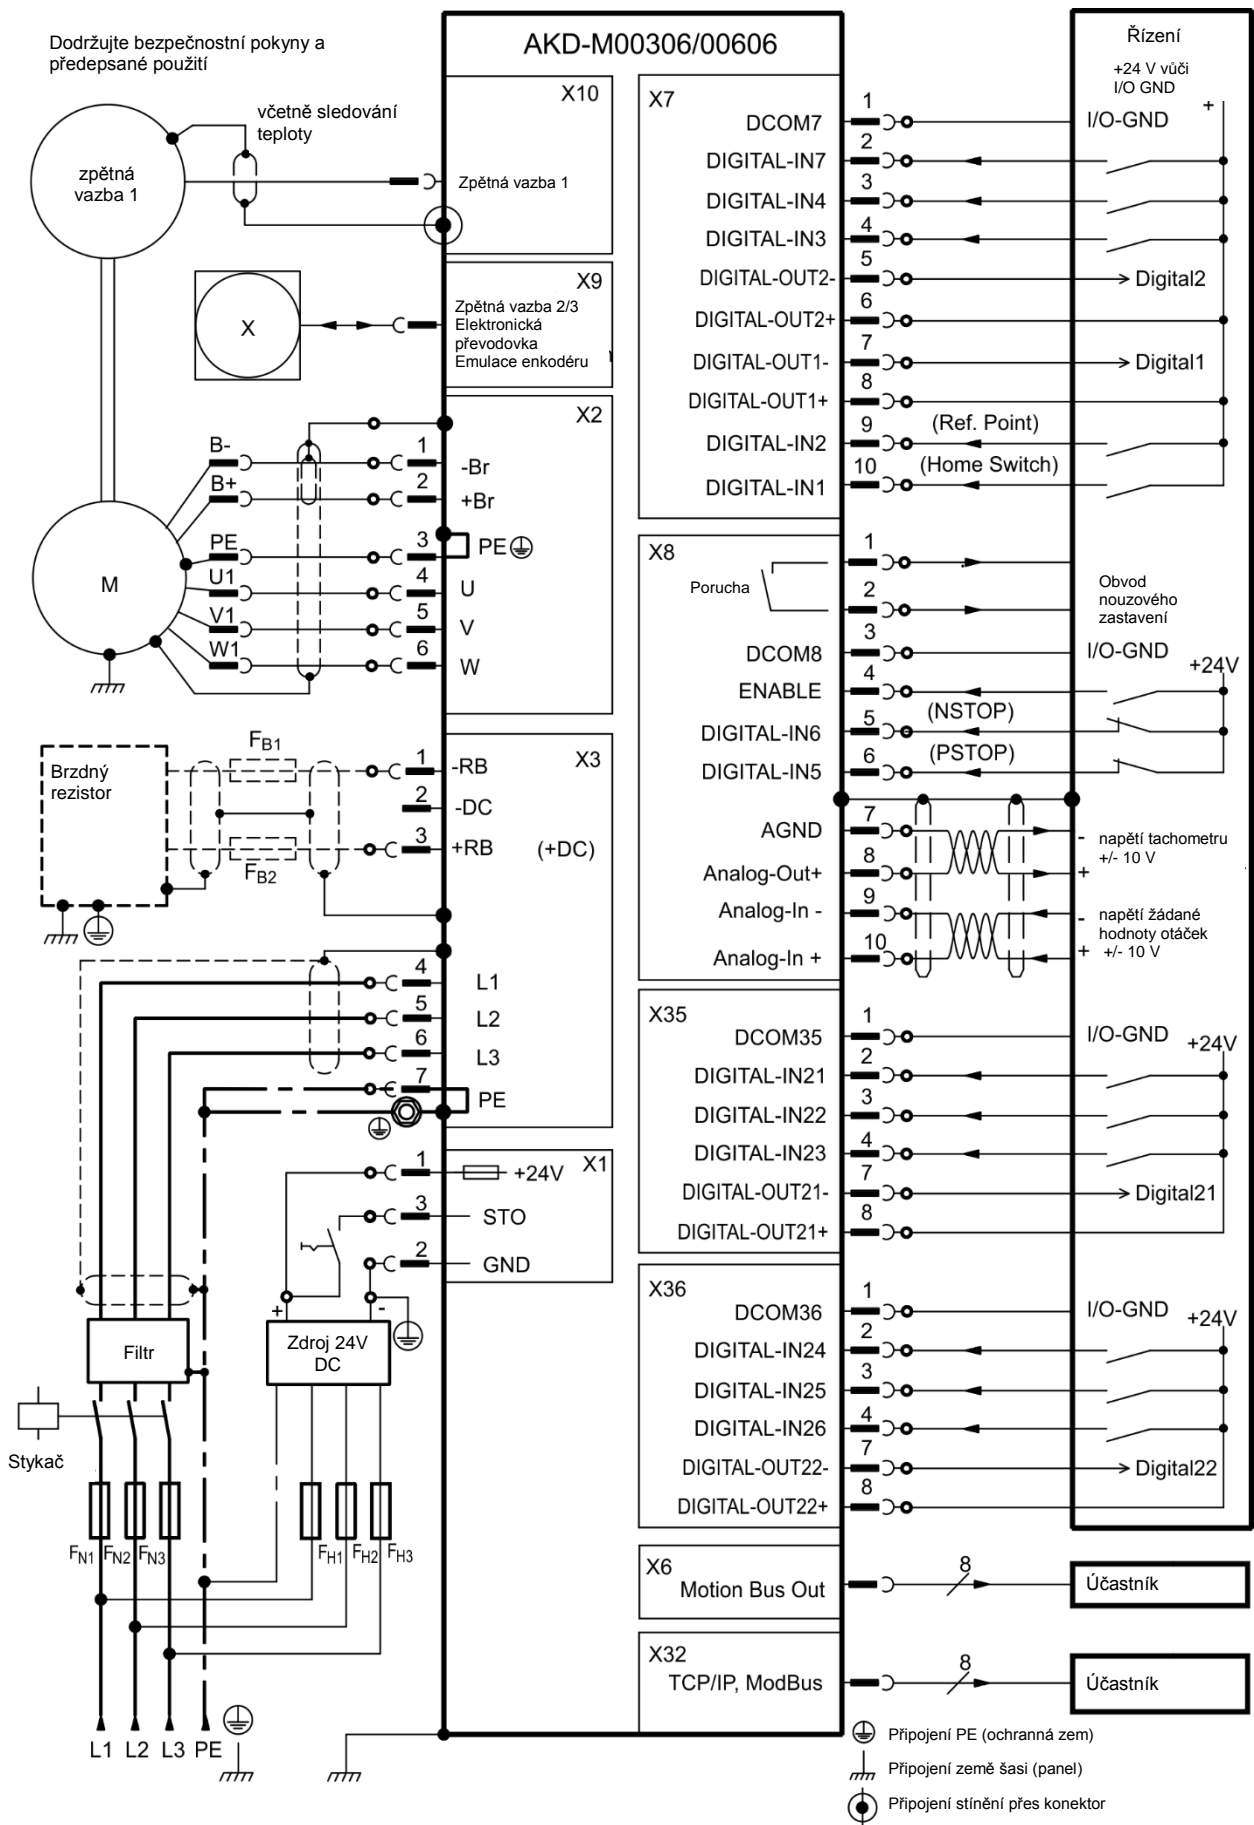 Dodržujte bezpečnostní pokyny a
předepsané použití
AKD-M00306/00606
Řízení
+24 V vůči
I/O GND
+
zpětná
vazba 1
včetně sledování
teploty
X10
Zpětná vazba 1
X
X9
Zpětná vazba 2/3
Elektronická
převodovka
Emulace enkodéru
X2
B-
1
-Br
B+
2
+Br
PE
3
PE
M
U1
4
U
V1
5
V
W1
6
W
Brzdný
rezistor
FB1
FB2
X3
1
-RB
2
-DC
3
+RB
(+DC)
4
L1
5
L2
6
L3
7
PE
X1
1
+24V
3
STO
2
GND
+
-
Filtr
Zdroj 24V
DC
Stykač
FN1
FN2
FN3
FH1
FH2
FH3
L1
L2
L3
PE
X7
DCOM7
1
I/O-GND
DIGITAL-IN7
2
DIGITAL-IN4
3
DIGITAL-IN3
4
DIGITAL-OUT2-
5
Digital2
DIGITAL-OUT2+
6
DIGITAL-OUT1-
7
Digital1
DIGITAL-OUT1+
8
DIGITAL-IN2
9
(Ref. Point)
DIGITAL-IN1
10
(Home Switch)
X8
Porucha
1
2
Obvod
nouzového
zastavení
DCOM8
3
I/O-GND
+24V
ENABLE
4
DIGITAL-IN6
5
(NSTOP)
DIGITAL-IN5
6
(PSTOP)
AGND
7
-
napětí tachometru
+/- 10 V
Analog-Out+
8
+
Analog-In -
9
-
napětí žádané
hodnoty otáček
+/- 10 V
Analog-In +
10
+
X35
DCOM35
1
I/O-GND
+24V
DIGITAL-IN21
2
DIGITAL-IN22
3
DIGITAL-IN23
4
DIGITAL-OUT21-
7
Digital21
DIGITAL-OUT21+
8
X36
DCOM36
1
I/O-GND
+24V
DIGITAL-IN24
2
DIGITAL-IN25
3
DIGITAL-IN26
4
DIGITAL-OUT22-
7
Digital22
DIGITAL-OUT22+
8
X6
Motion Bus Out
8
Účastník
X32
TCP/IP, ModBus
8
Účastník
Připojení PE (ochranná zem)
Připojení země šasi (panel)
Připojení stínění přes konektor